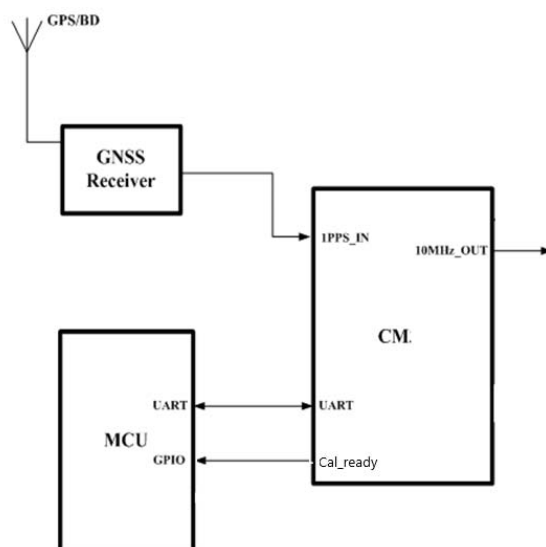 GPS/BD
GNSS
Receiver
1PPS_IN
10MHz_OUT
CM
UART
UART
MCU
GPIO
Cal_ready